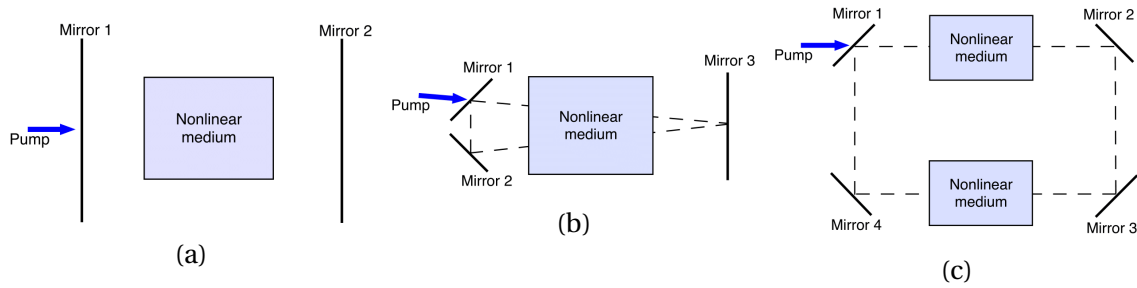 Mirror 1
Mirror 2
Pump
Nonlinear
medium
(a)
Mirror 1
Mirror 3
Pump
Nonlinear
medium
Mirror 2
(b)
Mirror 1
Mirror 2
Pump
Nonlinear
medium
Nonlinear
medium
Mirror 4
Mirror 3
(c)